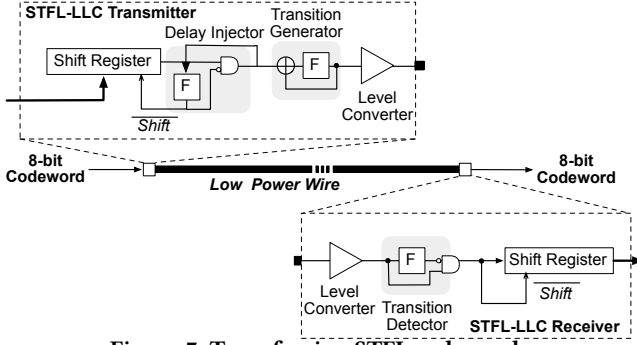 STFL-LLC Transmitter
Transition
Generator
Delay Injector
Shift Register
F
F
Shift
Level
Converter
8-bit
Codeword
Low Power Wire
8-bit
Codeword
F
Shift Register
Level
Converter
Transition
Detector
Shift
STFL-LLC Receiver